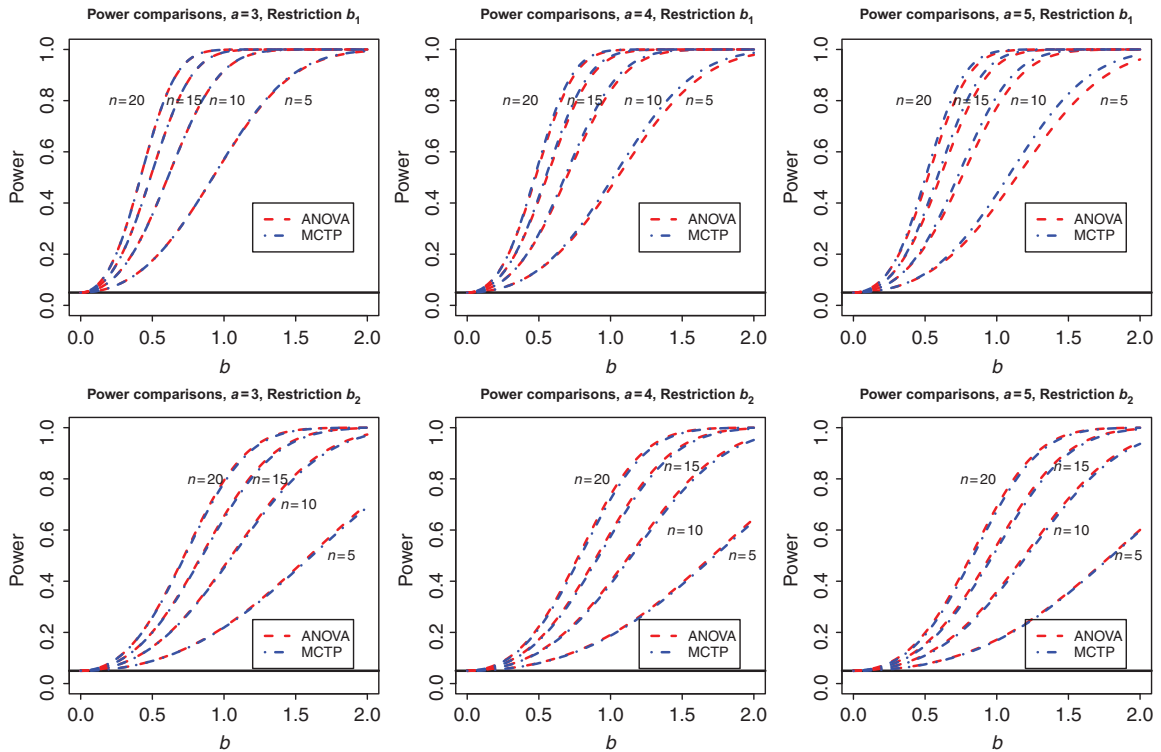 Power comparisons, a=3, Restriction b1
Power
0.0 0.2 0.4 0.6 0.8 1.0
n=20 n=15 n=10 n=5
ANOVA
MCTP
0.0 0.5 1.0 1.5 2.0
b
Power comparisons, a=4, Restriction b1
Power
0.0 0.2 0.4 0.6 0.8 1.0
n=20 n=15 n=10 n=5
ANOVA
MCTP
0.0 0.5 1.0 1.5 2.0
b
Power comparisons, a=5, Restriction b1
Power
0.0 0.2 0.4 0.6 0.8 1.0
n=20 n=15 n=10 n=5
ANOVA
MCTP
0.0 0.5 1.0 1.5 2.0
b
Power comparisons, a=3, Restriction b2
Power
0.0 0.2 0.4 0.6 0.8 1.0
n=20 n=15
n=10
n=5
ANOVA
MCTP
0.0 0.5 1.0 1.5 2.0
b
Power comparisons, a=4, Restriction b2
Power
0.0 0.2 0.4 0.6 0.8 1.0
n=15
n=20
n=10
n=5
ANOVA
MCTP
0.0 0.5 1.0 1.5 2.0
b
Power comparisons, a=5, Restriction b2
Power
0.0 0.2 0.4 0.6 0.8 1.0
n=15
n=20
n=10
n=5
ANOVA
MCTP
0.0 0.5 1.0 1.5 2.0
b